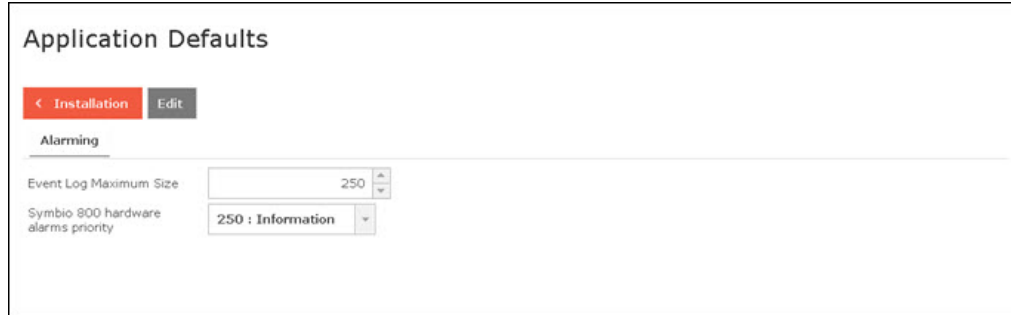 Application Defaults
< Installation
Edit
Alarming
Event Log Maximum Size
250
Symbio 800 hardware
alarms priority
250 : Information